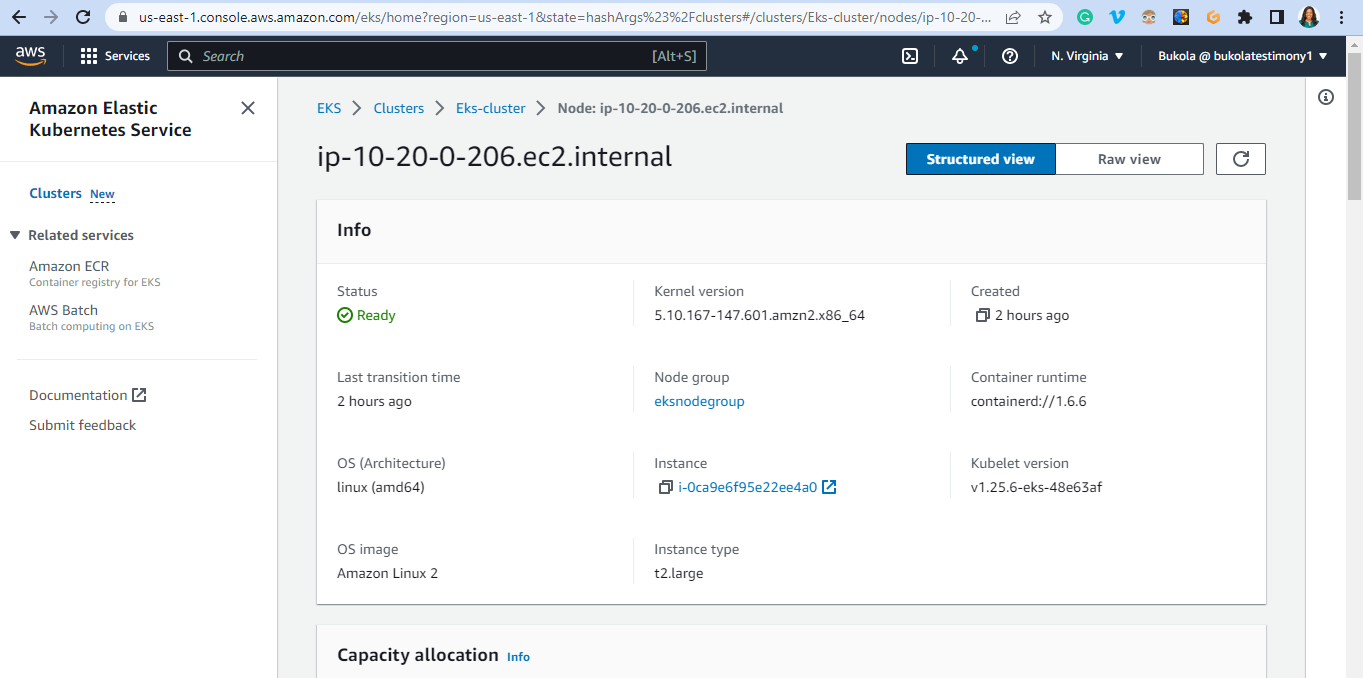 us-east-1.console.aws.amazon.com/eks/home?region=us-east-1&state=hashArgs%23%2Fclusters#/clusters/Eks-cluster/nodes/ip-10-20-0-...
aws
Services
Search
[Alt+S]
N. Virginia
Bukola @ bukolatestimony1
Amazon Elastic
Kubernetes Service
Clusters New
Related services
Amazon ECR
Container registry for EKS
AWS Batch
Batch computing on EKS
Documentation
Submit feedback
EKS
Clusters
Eks-cluster
Node: ip-10-20-0-206.ec2.internal
ip-10-20-0-206.ec2.internal
Structured view
Raw view
Info
Status
Ready
Kernel version
5.10.167-147.601.amzn2.x86_64
Created
2 hours ago
Last transition time
2 hours ago
Node group
eksnodegroup
Container runtime
containerd://1.6.6
OS (Architecture)
linux (amd64)
Instance
i-0ca9e6f95e22ee4a0
Kubelet version
v1.25.6-eks-48e63af
OS image
Amazon Linux 2
Instance type
t2.large
Capacity allocation Info